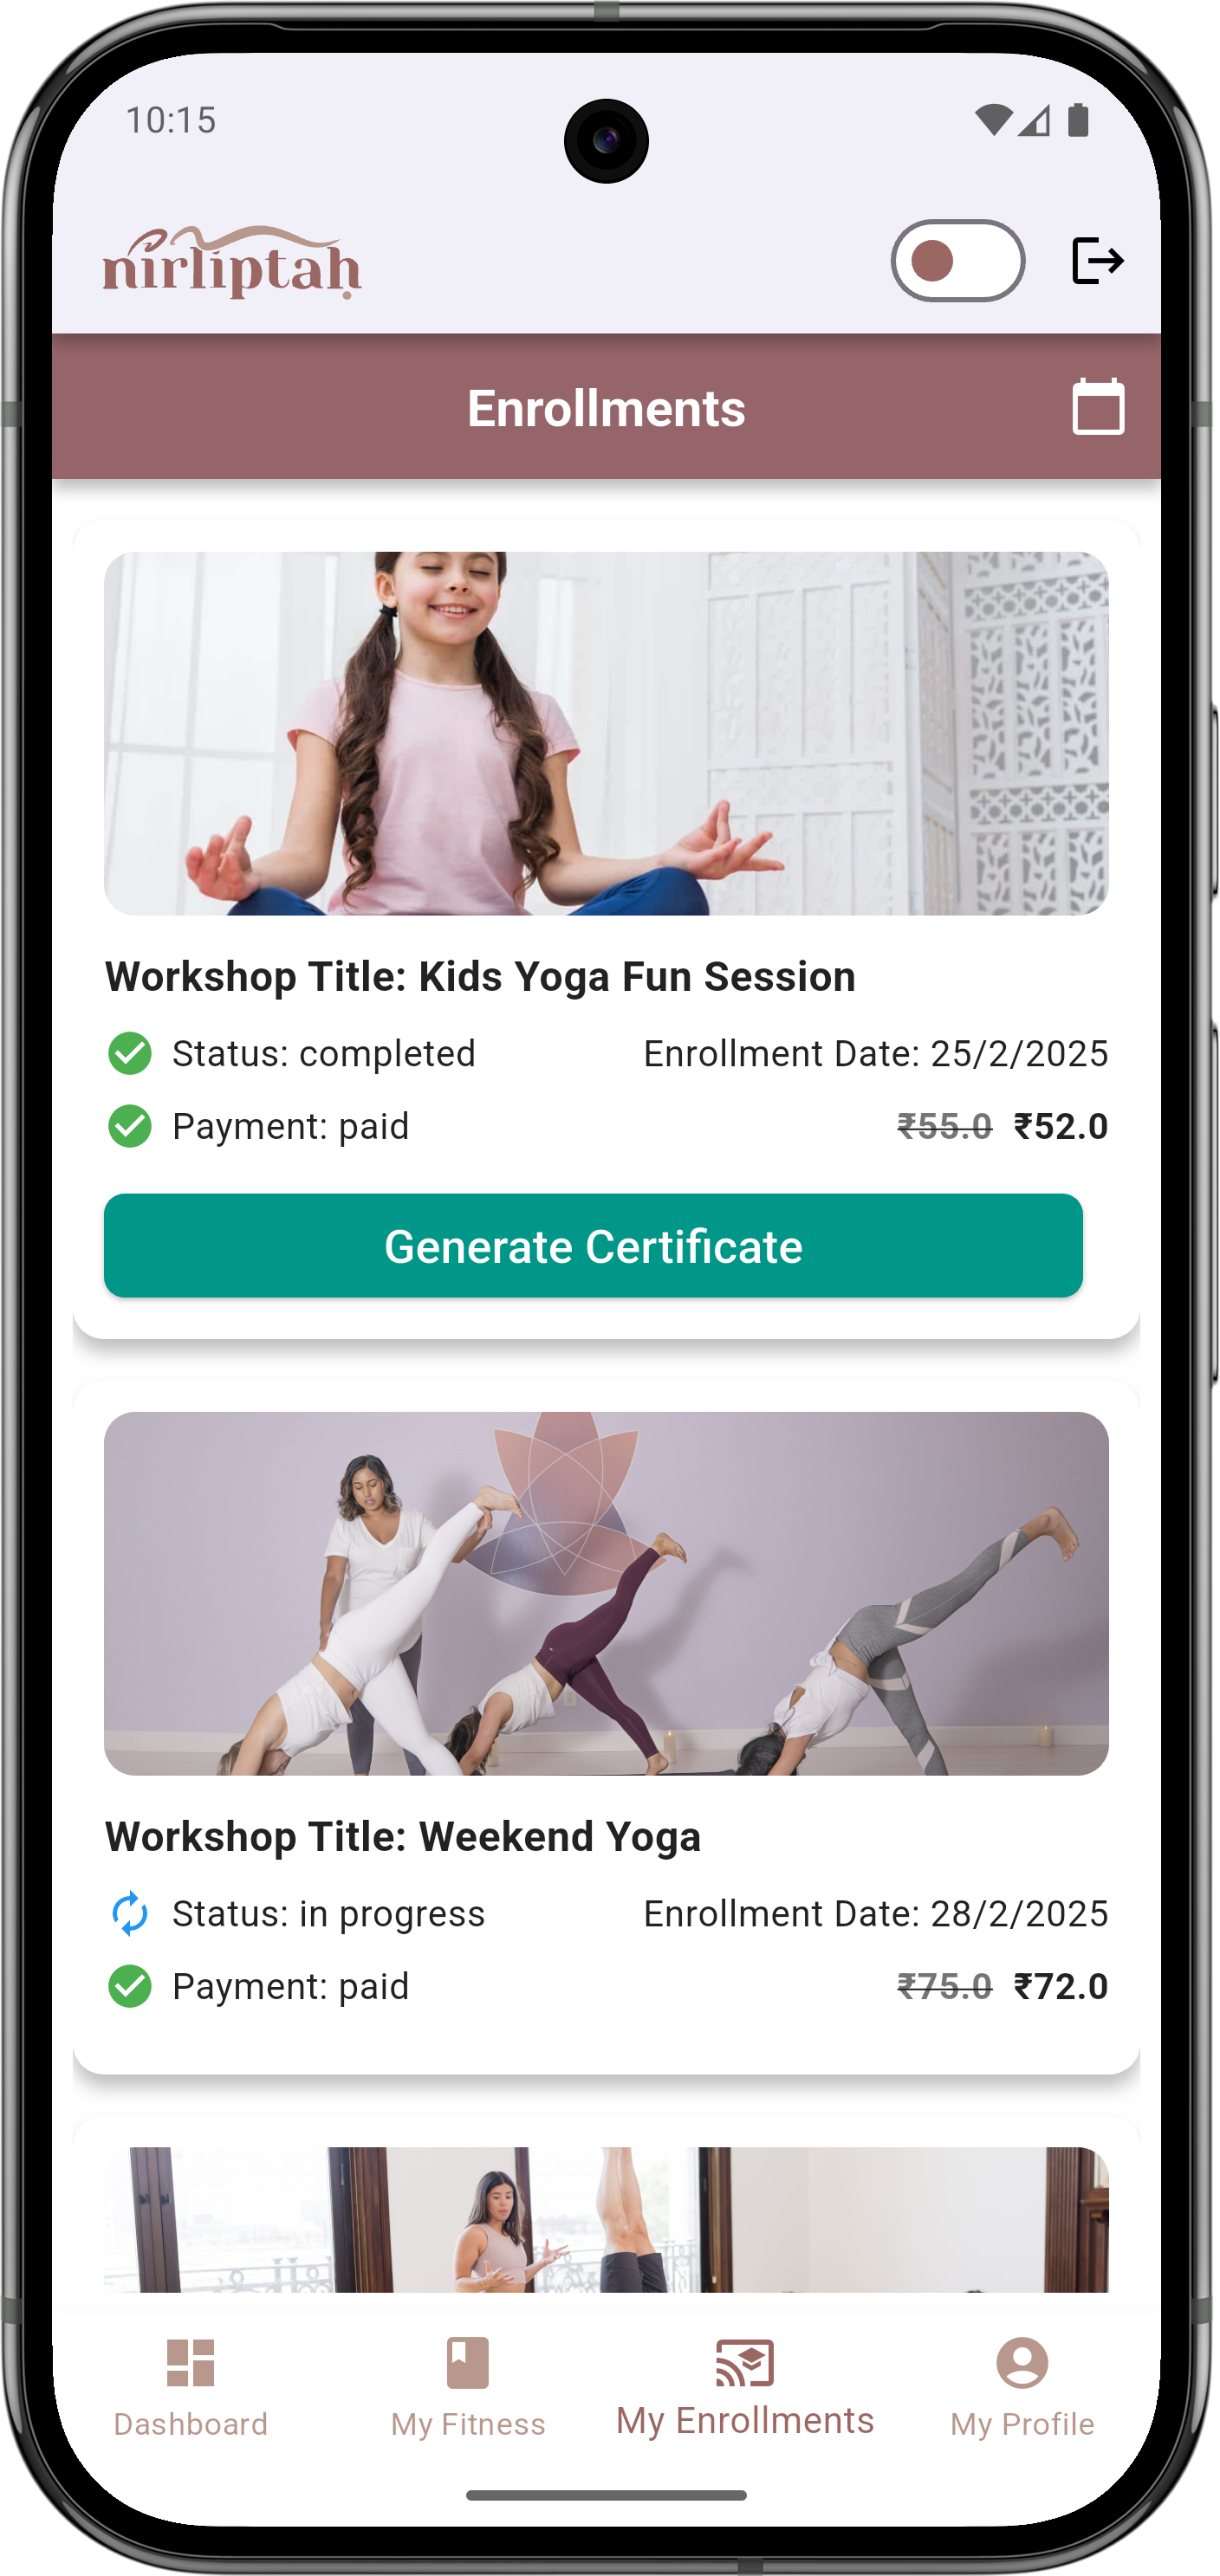 10:15
nirliptaḥ
Enrollments
Workshop Title: Kids Yoga Fun Session
Status: completed Enrollment Date: 25/2/2025
Payment: paid ₹55.0 ₹52.0
Generate Certificate
Workshop Title: Weekend Yoga
Status: in progress Enrollment Date: 28/2/2025
Payment: paid ₹75.0 ₹72.0
Dashboard My Fitness My Enrollments My Profile